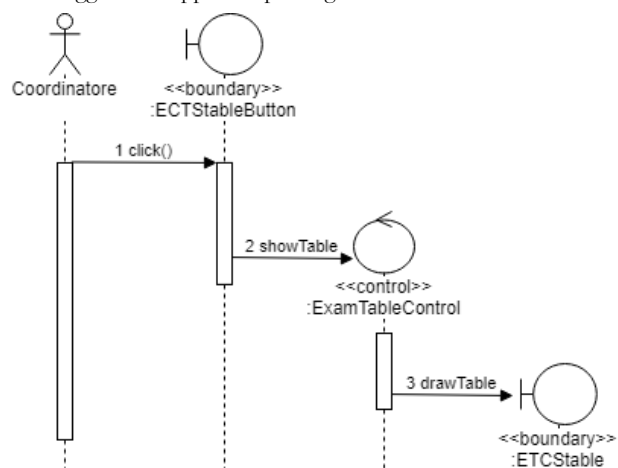 Coordinatore
<<boundary>>
:ECTStableButton
1 click()
2 showTable
<<control>>
:ExamTableControl
3 drawTable
<<boundary>>
:ETCStable